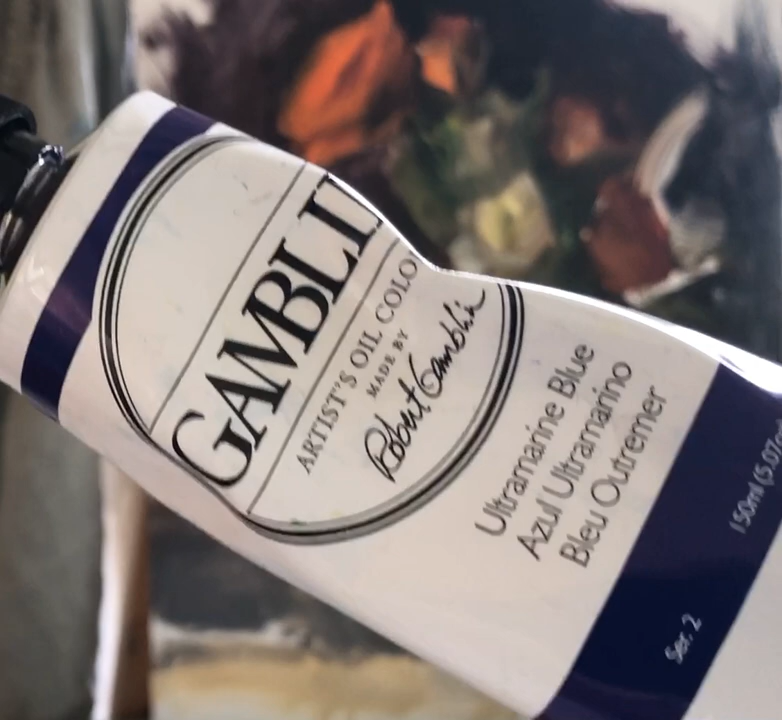 GAMBLI
ARTIST'S OIL COLO
MADE BY
Robert Gamblin
Ultramarine Blue
Azul Ultramarino
Bleu Outremer
150ml (5.07
Ser. 2